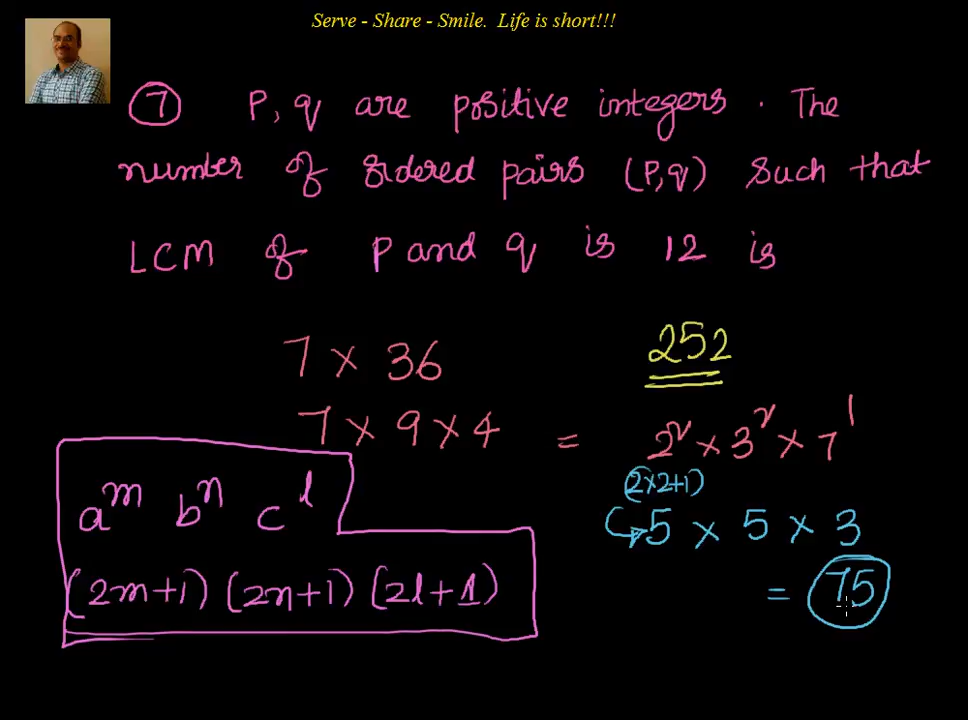 Serve - Share - Smile. Life is short!!!
7 P, q are positive integers. The
number of ordered pairs (P,q) such that
LCM of p and q is 12 is
7 × 36
252
7 × 9 × 4 = 2² × 3² × 7¹
(2×2+1)
a^m b^n c^l
5 × 5 × 3
(2m+1) (2n+1) (2l+1)
= 75